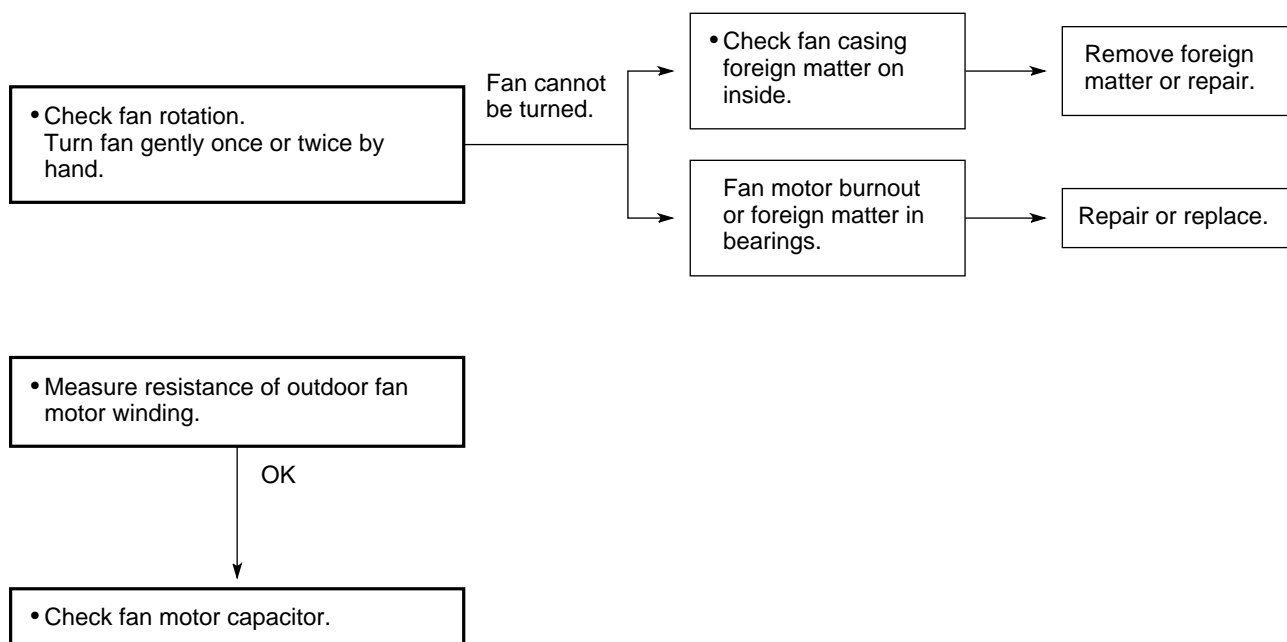 • Check fan rotation.
Turn fan gently once or twice by
hand.
Fan cannot
be turned.
• Check fan casing
foreign matter on
inside.
Remove foreign
matter or repair.
Fan motor burnout
or foreign matter in
bearings.
Repair or replace.
• Measure resistance of outdoor fan
motor winding.
OK
• Check fan motor capacitor.